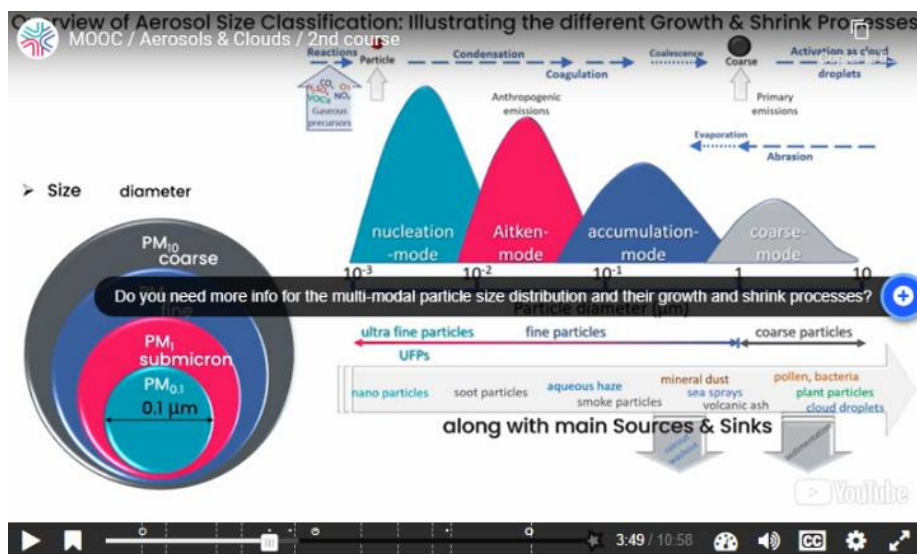 Overview of Aerosol Size Classification: Illustrating the different Growth & Shrink Processes
MOOC / Aerosols & Clouds / 2nd course
Reactions
Particle
Condensation
Coagulation
Coalescence
Coarse
Activation as cloud
droplets
VOCs NOx
Gaseous
precursors
Anthropogenic
emissions
Primary
emissions
Evaporation
Abrasion
➤ Size diameter
PM10
coarse
fine
PM1
submicron
PM0.1
0.1 µm
nucleation
-mode
Aitken-
mode
accumulation-
mode
coarse-
mode
10-3 10-2 10-1 1 10
Do you need more info for the multi-modal particle size distribution and their growth and shrink processes?
Particle diameter (µm)
ultra fine particles fine particles coarse particles
UFPs
nano particles
soot particles
aqueous haze
smoke particles
mineral dust
sea sprays
volcanic ash
pollen, bacteria
plant particles
cloud droplets
along with main Sources & Sinks
washout
sedimentation
YouTube
3:49 / 10:58
CC